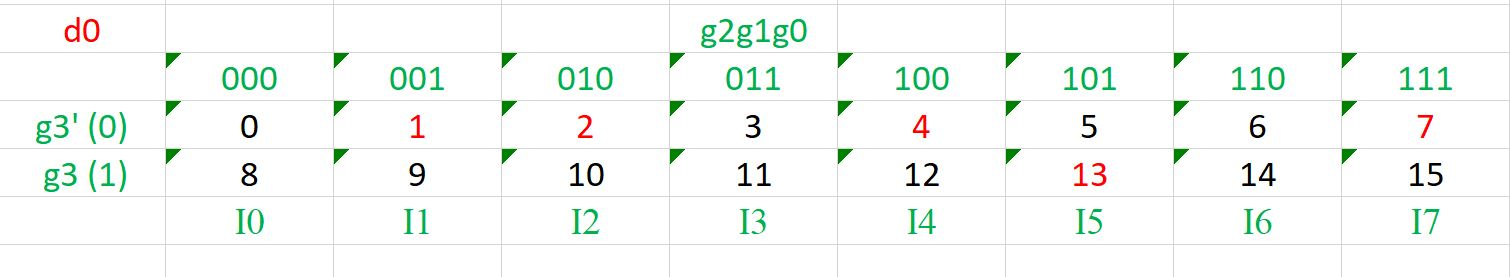 d0 g2g1g0
000 001 010 011 100 101 110 111
g3' (0) 0 1 2 3 4 5 6 7
g3 (1) 8 9 10 11 12 13 14 15
I0 I1 I2 I3 I4 I5 I6 I7